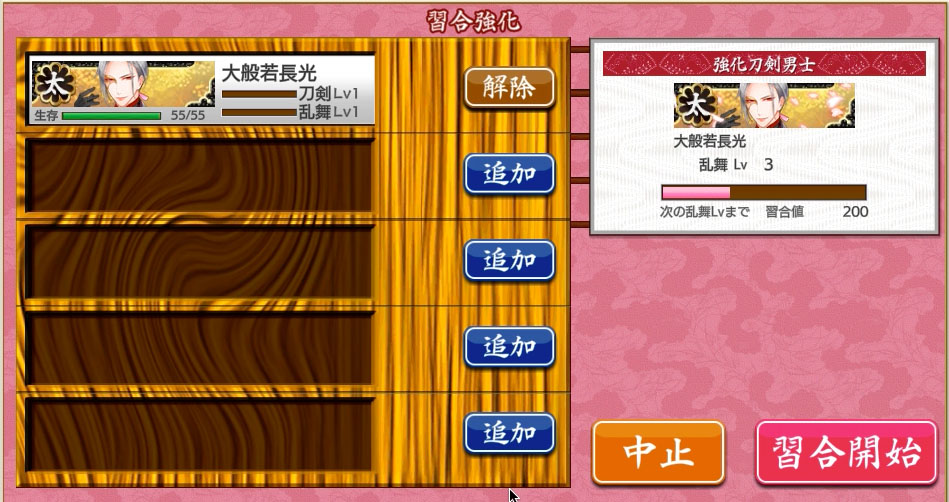 習合強化
太
大般若長光
刀剣Lv1
乱舞Lv1
生存 55/55
解除
追加
追加
追加
追加
強化刀剣男士
太
大般若長光
乱舞 Lv 3
次の乱舞Lvまで 習合値 200
中止
習合開始